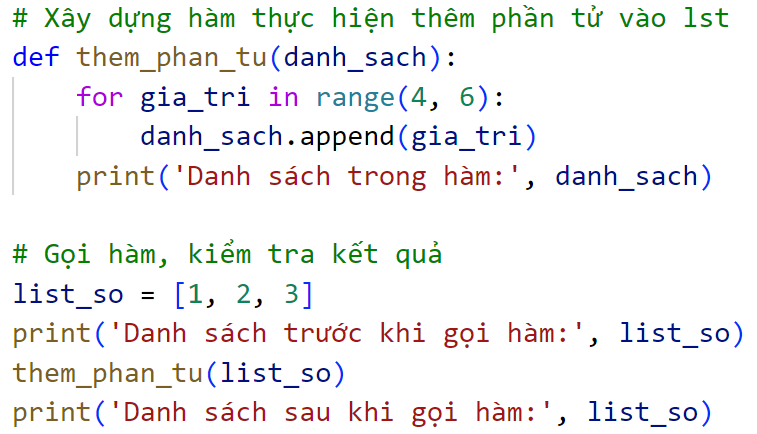 # Xây dựng hàm thực hiện thêm phần tử vào lst
def them_phan_tu(danh_sach):
    for gia_tri in range(4, 6):
        danh_sach.append(gia_tri)
    print('Danh sách trong hàm:', danh_sach)

# Gọi hàm, kiểm tra kết quả
list_so = [1, 2, 3]
print('Danh sách trước khi gọi hàm:', list_so)
them_phan_tu(list_so)
print('Danh sách sau khi gọi hàm:', list_so)